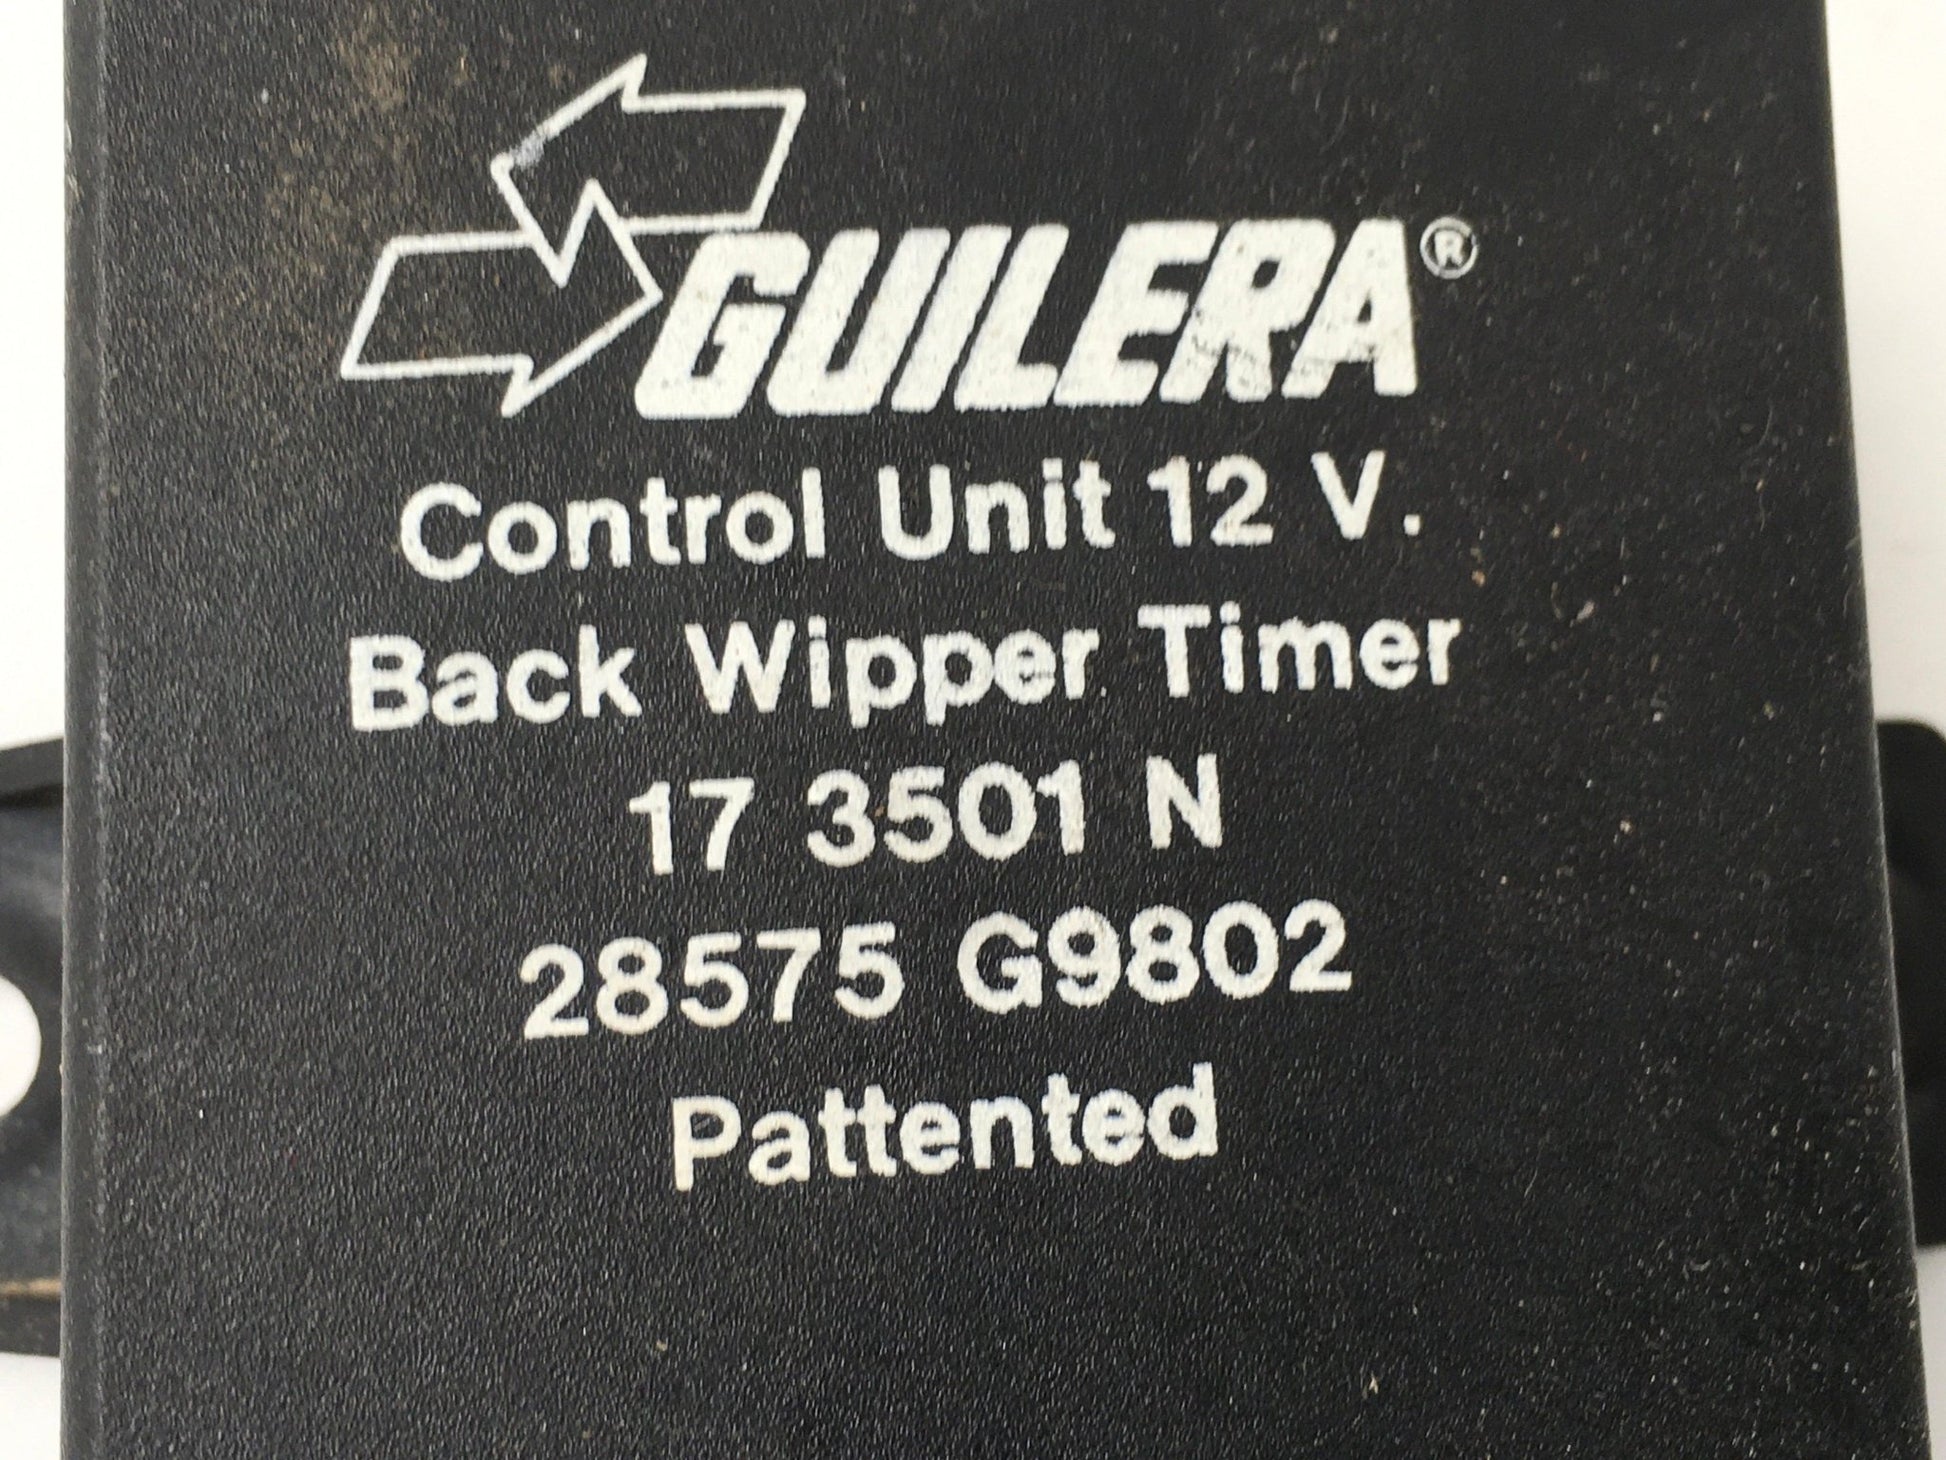 GUILERA®
Control Unit 12 V.
Back Wipper Timer
17 3501 N
28575 G9802
Pattented